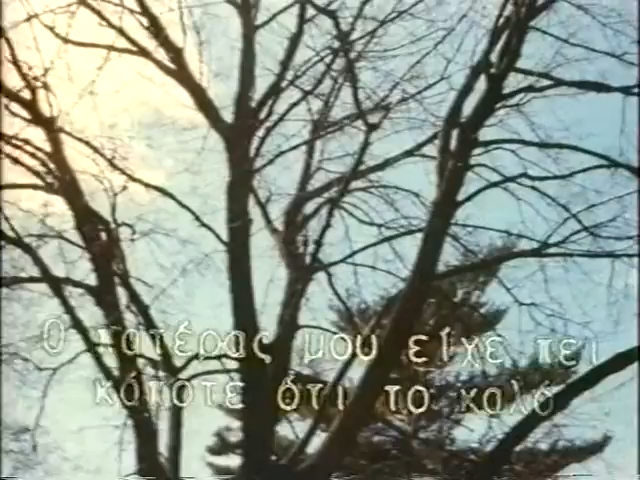 Ο πατέρας μου είχε πει
κάποτε ότι το καλό